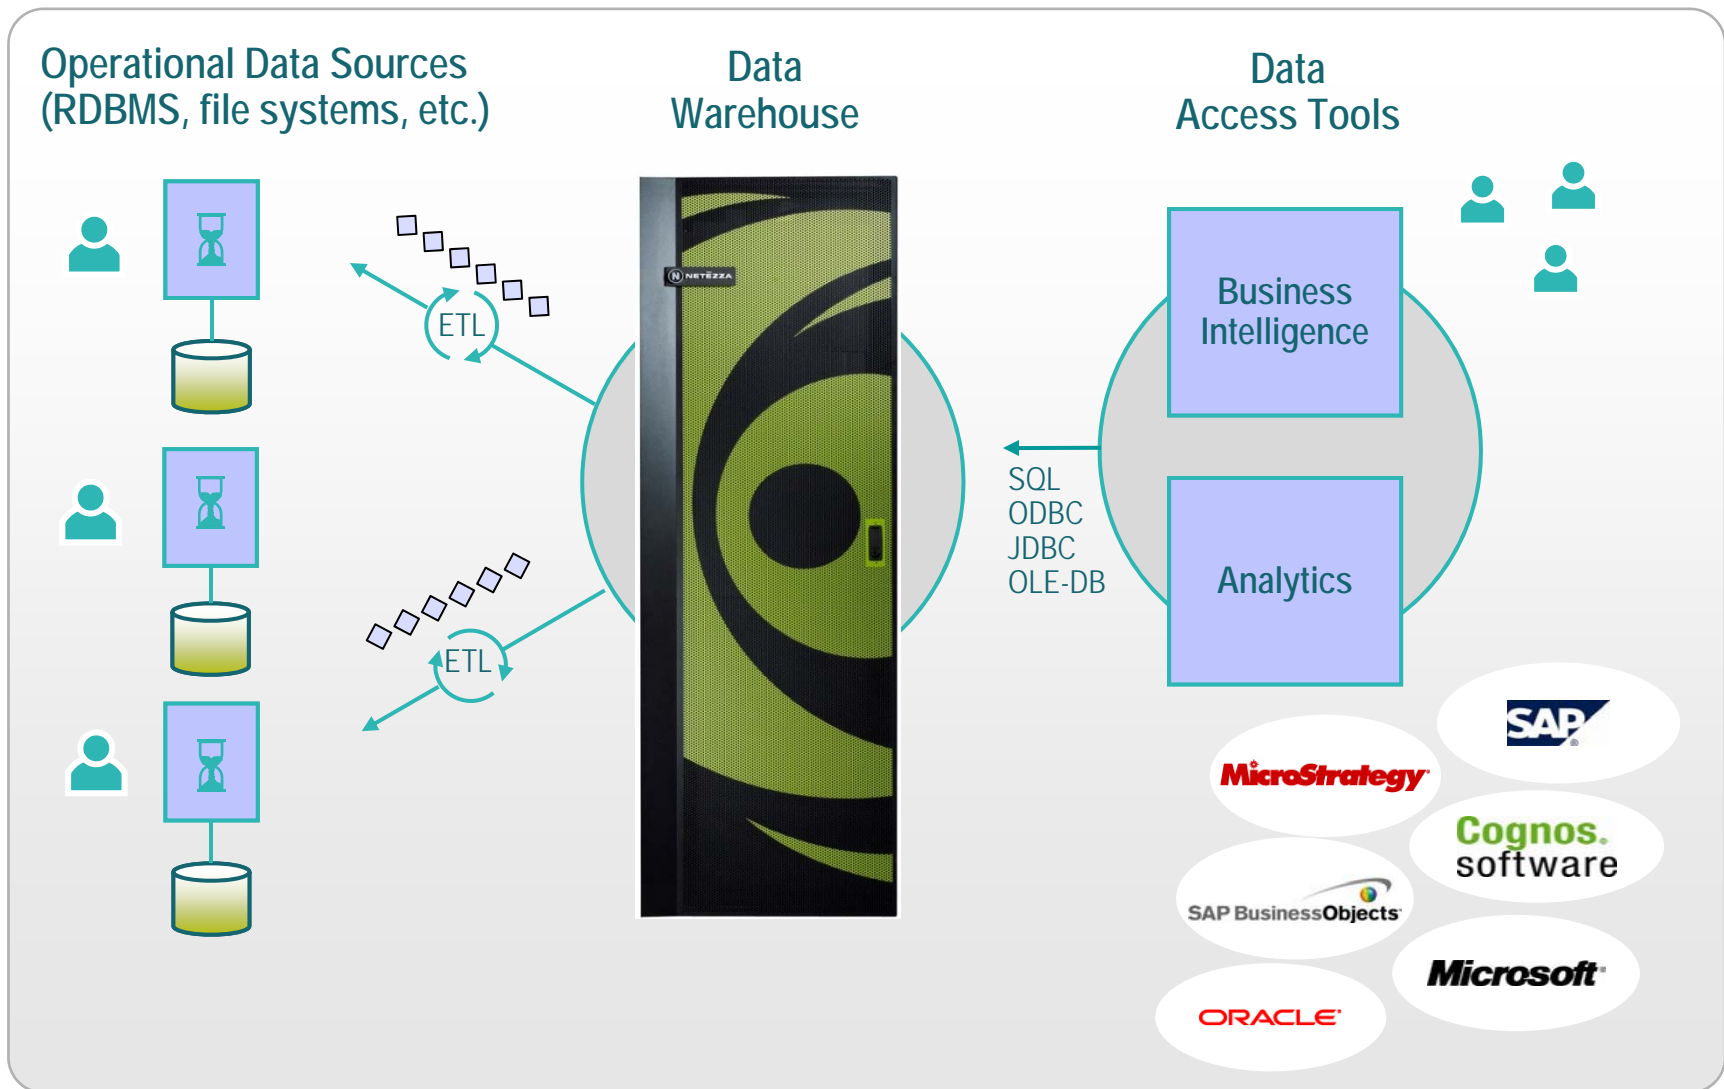 Operational Data Sources
(RDBMS, file systems, etc.)
Data
Warehouse
Data
Access Tools
ETL
ETL
NETEZZA
SQL
ODBC
JDBC
OLE-DB
Business
Intelligence
Analytics
SAP
MicroStrategy
Cognos.
software
SAP BusinessObjects
Microsoft
ORACLE